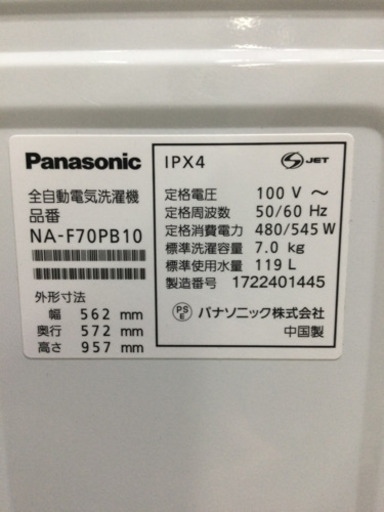 Panasonic
全自動電気洗濯機
品番
NA-F70PB10
外形寸法
幅 562 mm
奥行 572 mm
高さ 957 mm
IPX4
S JET
定格電圧 100 V ～
定格周波数 50/60 Hz
定格消費電力 480/545 W
標準洗濯容量 7.0 kg
標準使用水量 119 L
製造番号 1722401445
PS E パナソニック株式会社
中国製